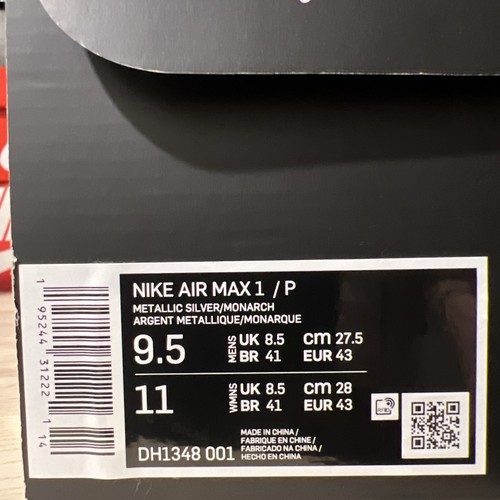 NIKE AIR MAX 1 / P
METALLIC SILVER/MONARCH
ARGENT METALLIQUE/MONARQUE
9.5 MENS UK 8.5 cm 27.5
BR 41 EUR 43
11 WMNS UK 8.5 cm 28
BR 41 EUR 43
MADE IN CHINA /
FABRIQUE EN CHINE /
FABRICADO NA CHINA /
HECHO EN CHINA
DH1348 001
1 95244 31222 1 14